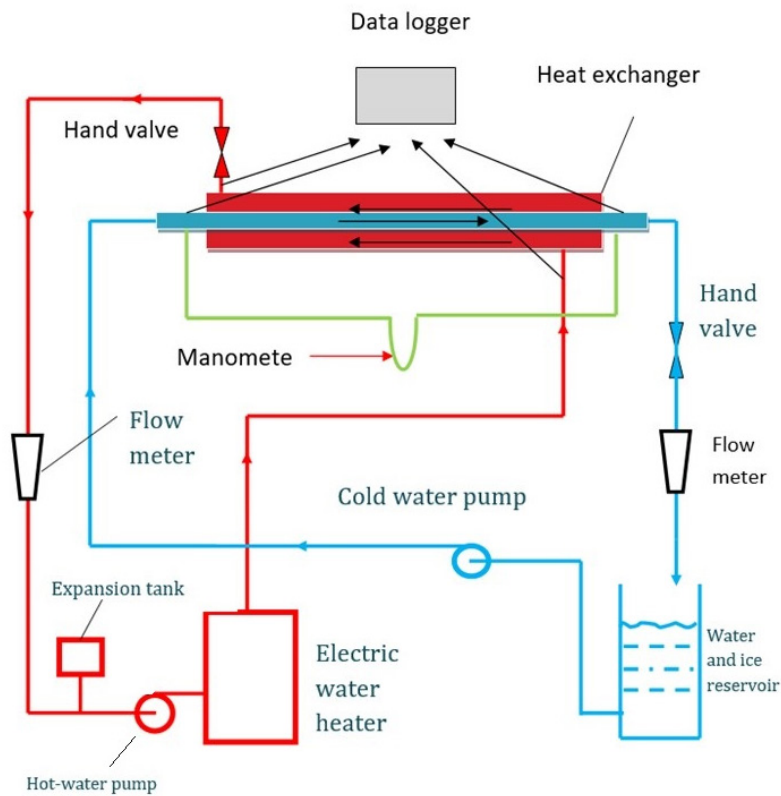 Data logger
Heat exchanger
Hand valve
Hand
valve
Manomete
Flow
meter
Flow
meter
Cold water pump
Expansion tank
Electric
water
heater
Water
and ice
reservoir
Hot-water pump